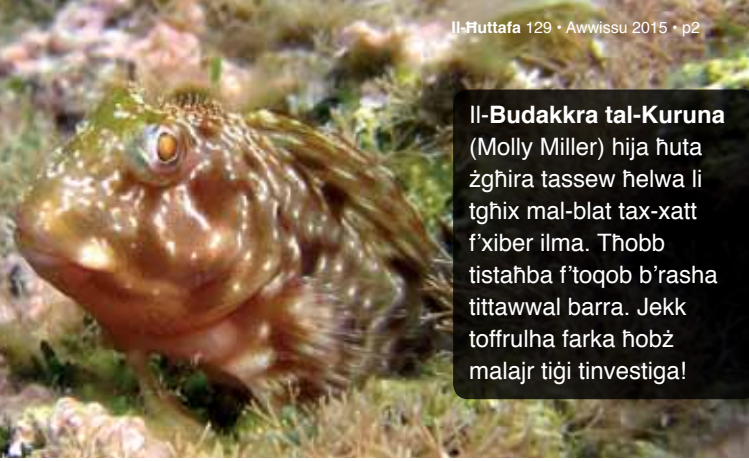 Il-Ħuttafa 129 • Awwissu 2015 • p2
Il-Budakkra tal-Kuruna
(Molly Miller) hija ħuta
żgħira tassew ħelwa li
tgħix mal-blat tax-xatt
f'xiber ilma. Tħobb
tistaħba f'toqob b'rasha
tittawwal barra. Jekk
toffrulha farka ħobż
malajr tiġi tinvestiga!